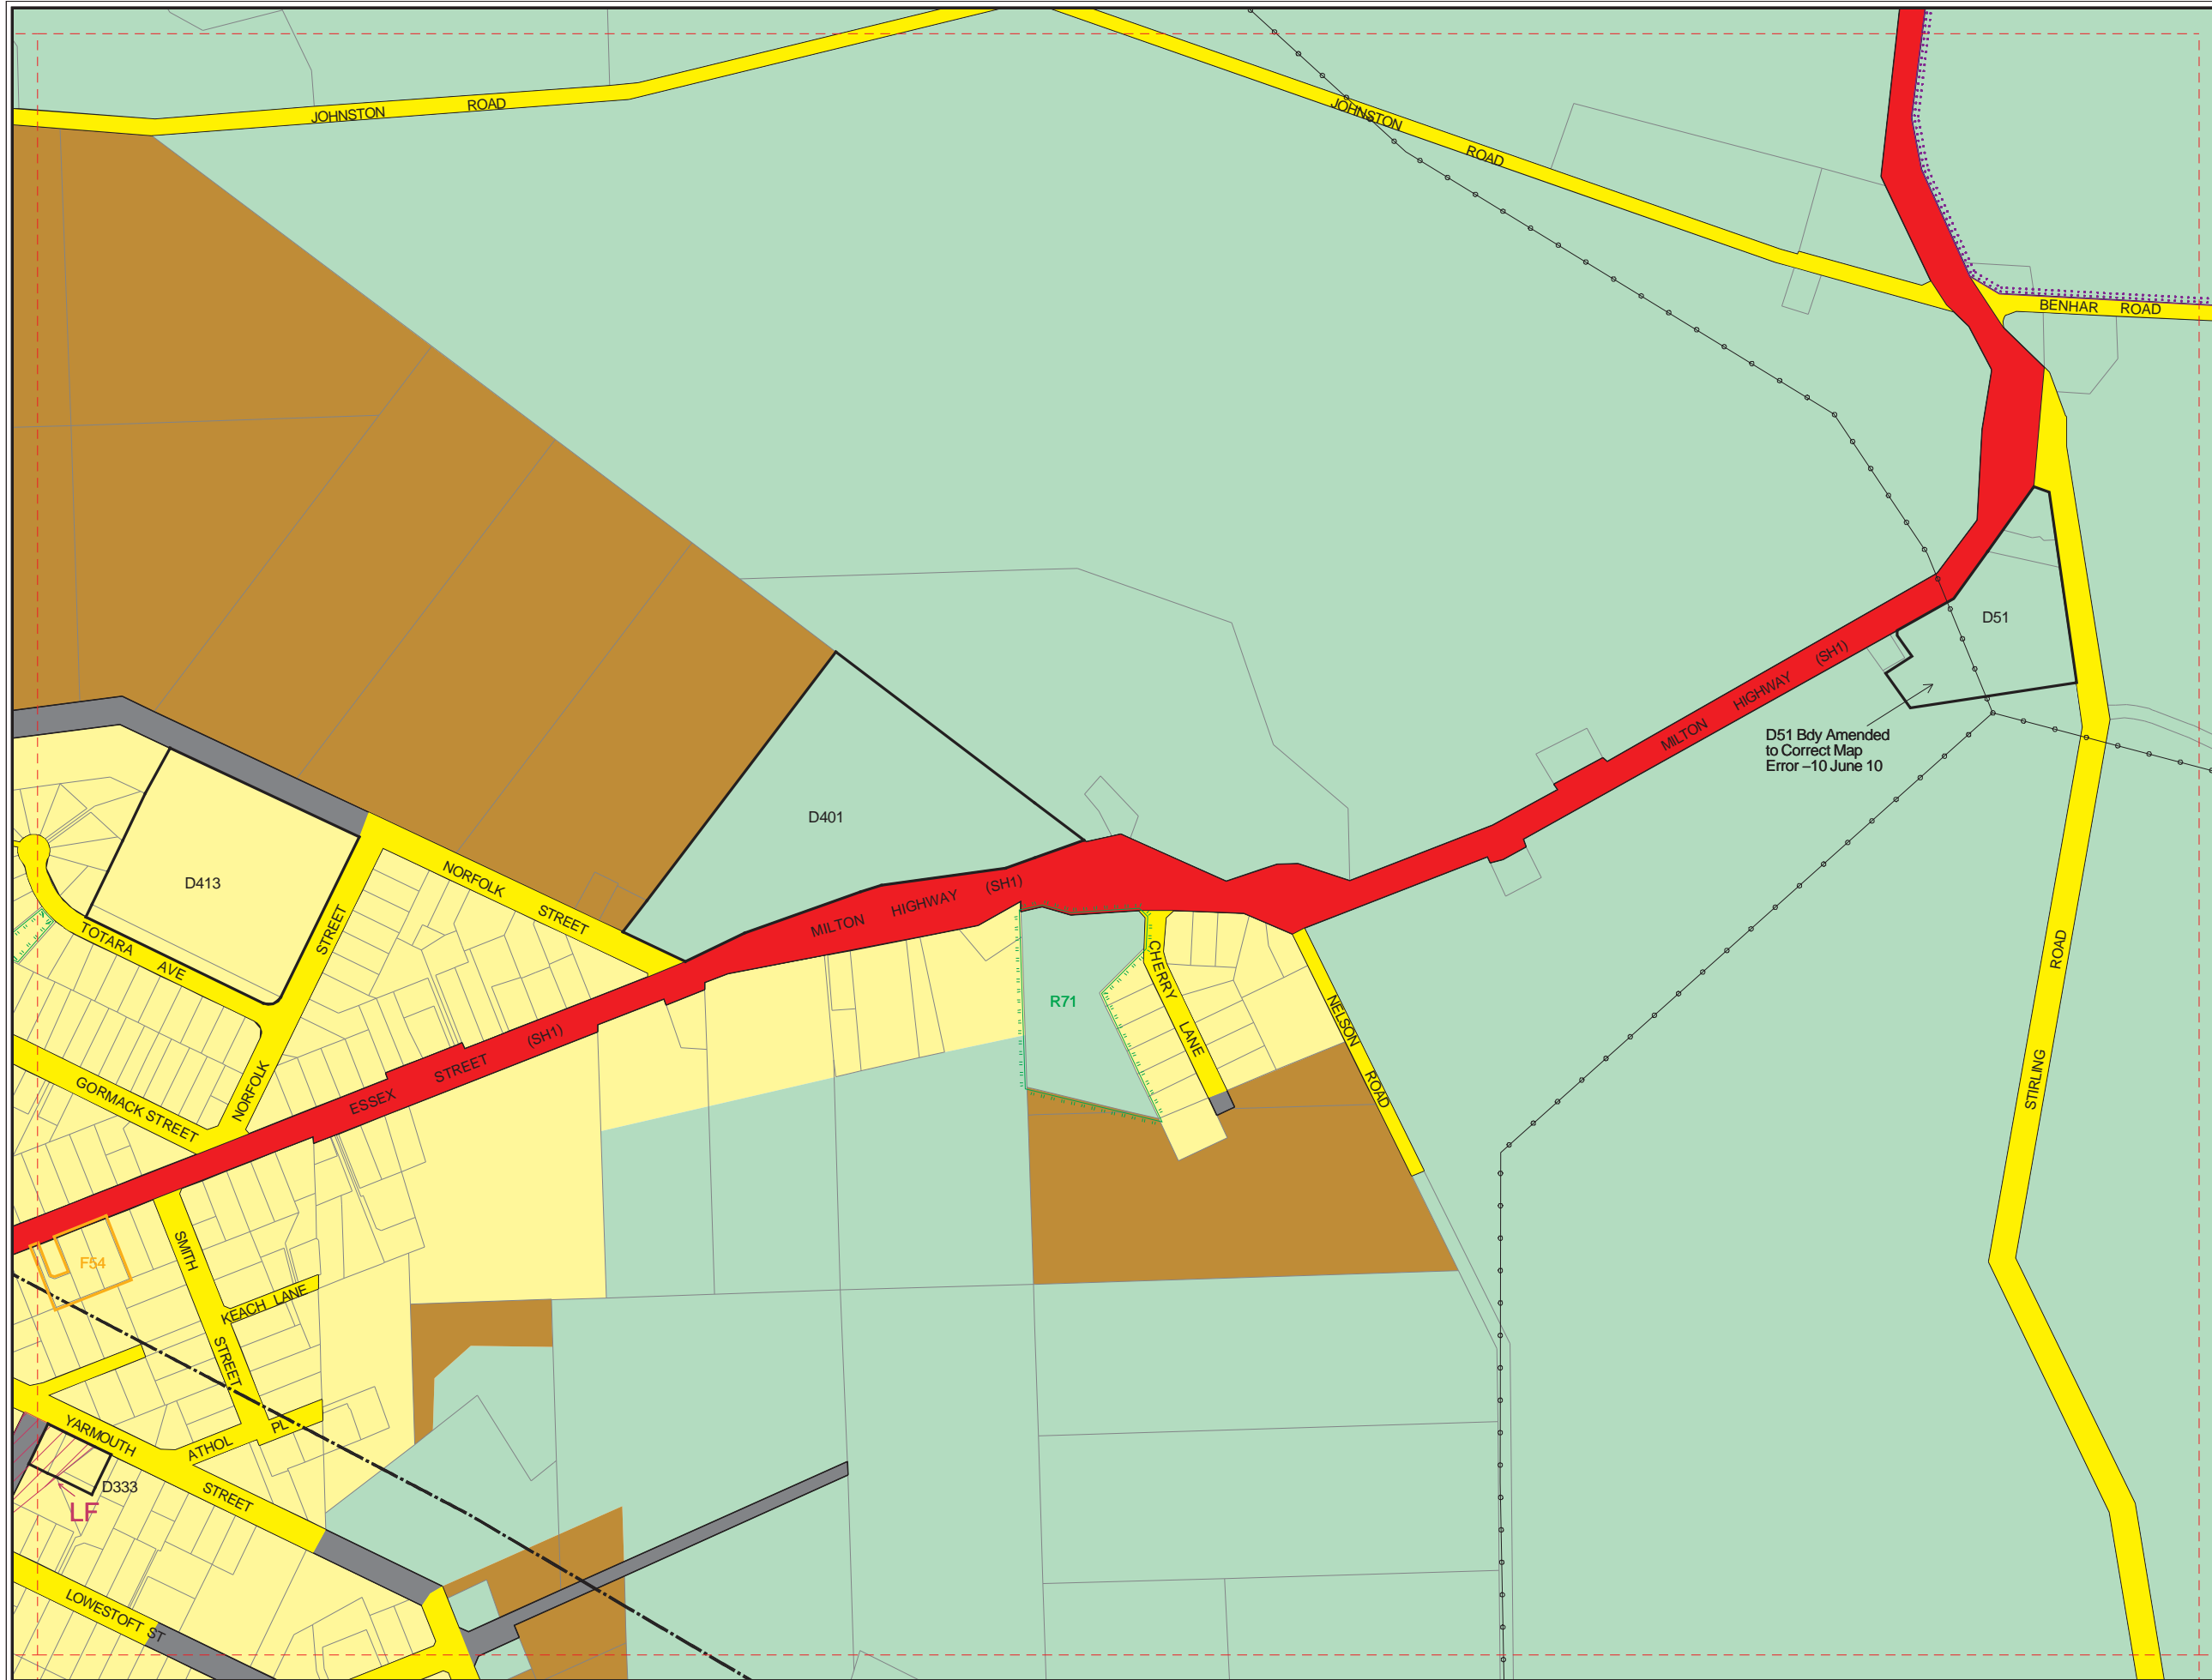 JOHNSTON ROAD
JOHNSTON
ROAD
BENHAR ROAD
D51
MILTON HIGHWAY (SH1)
D51 Bdy Amended
to Correct Map
Error –10 June 10
D401
D413
NORFOLK STREET
MILTON HIGHWAY (SH1)
TOTARA AVE
NORFOLK STREET
CHERRY LANE
R71
NELSON ROAD
STIRLING ROAD
ESSEX STREET (SH1)
GORMACK STREET
SMITH STREET
F54
KEACH LANE
YARMOUTH STREET
ATHOL PL
D333
LF
LOWESTOFT ST